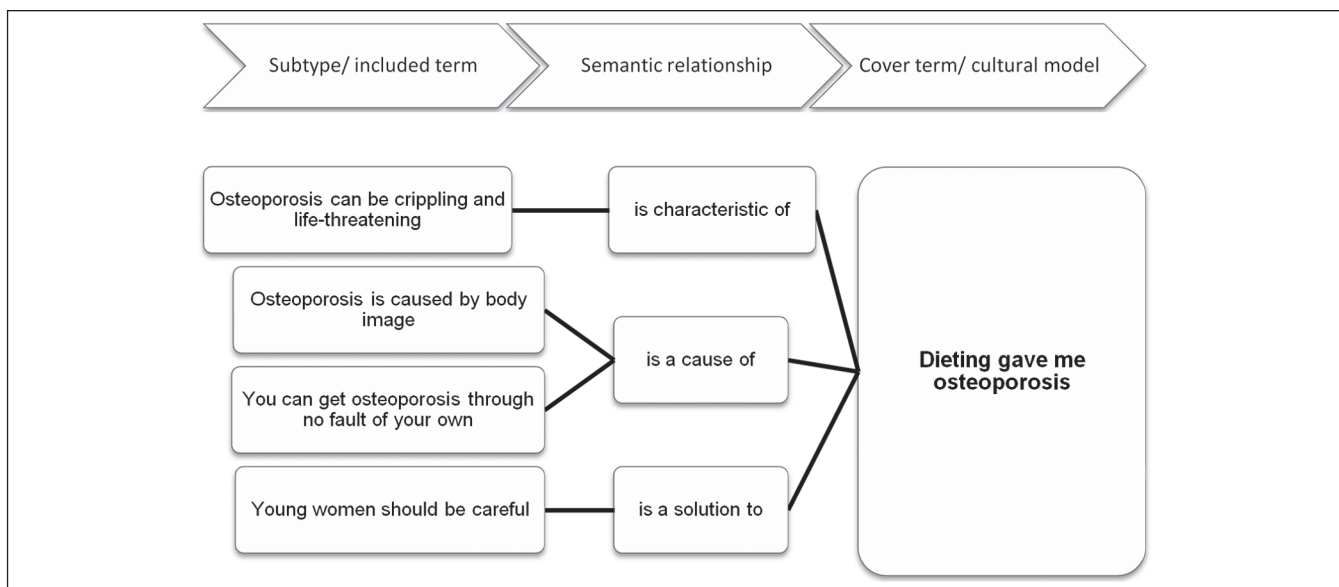 Subtype/ included term
Semantic relationship
Cover term/ cultural model
Osteoporosis can be crippling and
life-threatening
is characteristic of
Osteoporosis is caused by body
image
is a cause of
You can get osteoporosis through
no fault of your own
Young women should be careful
is a solution to
Dieting gave me
osteoporosis